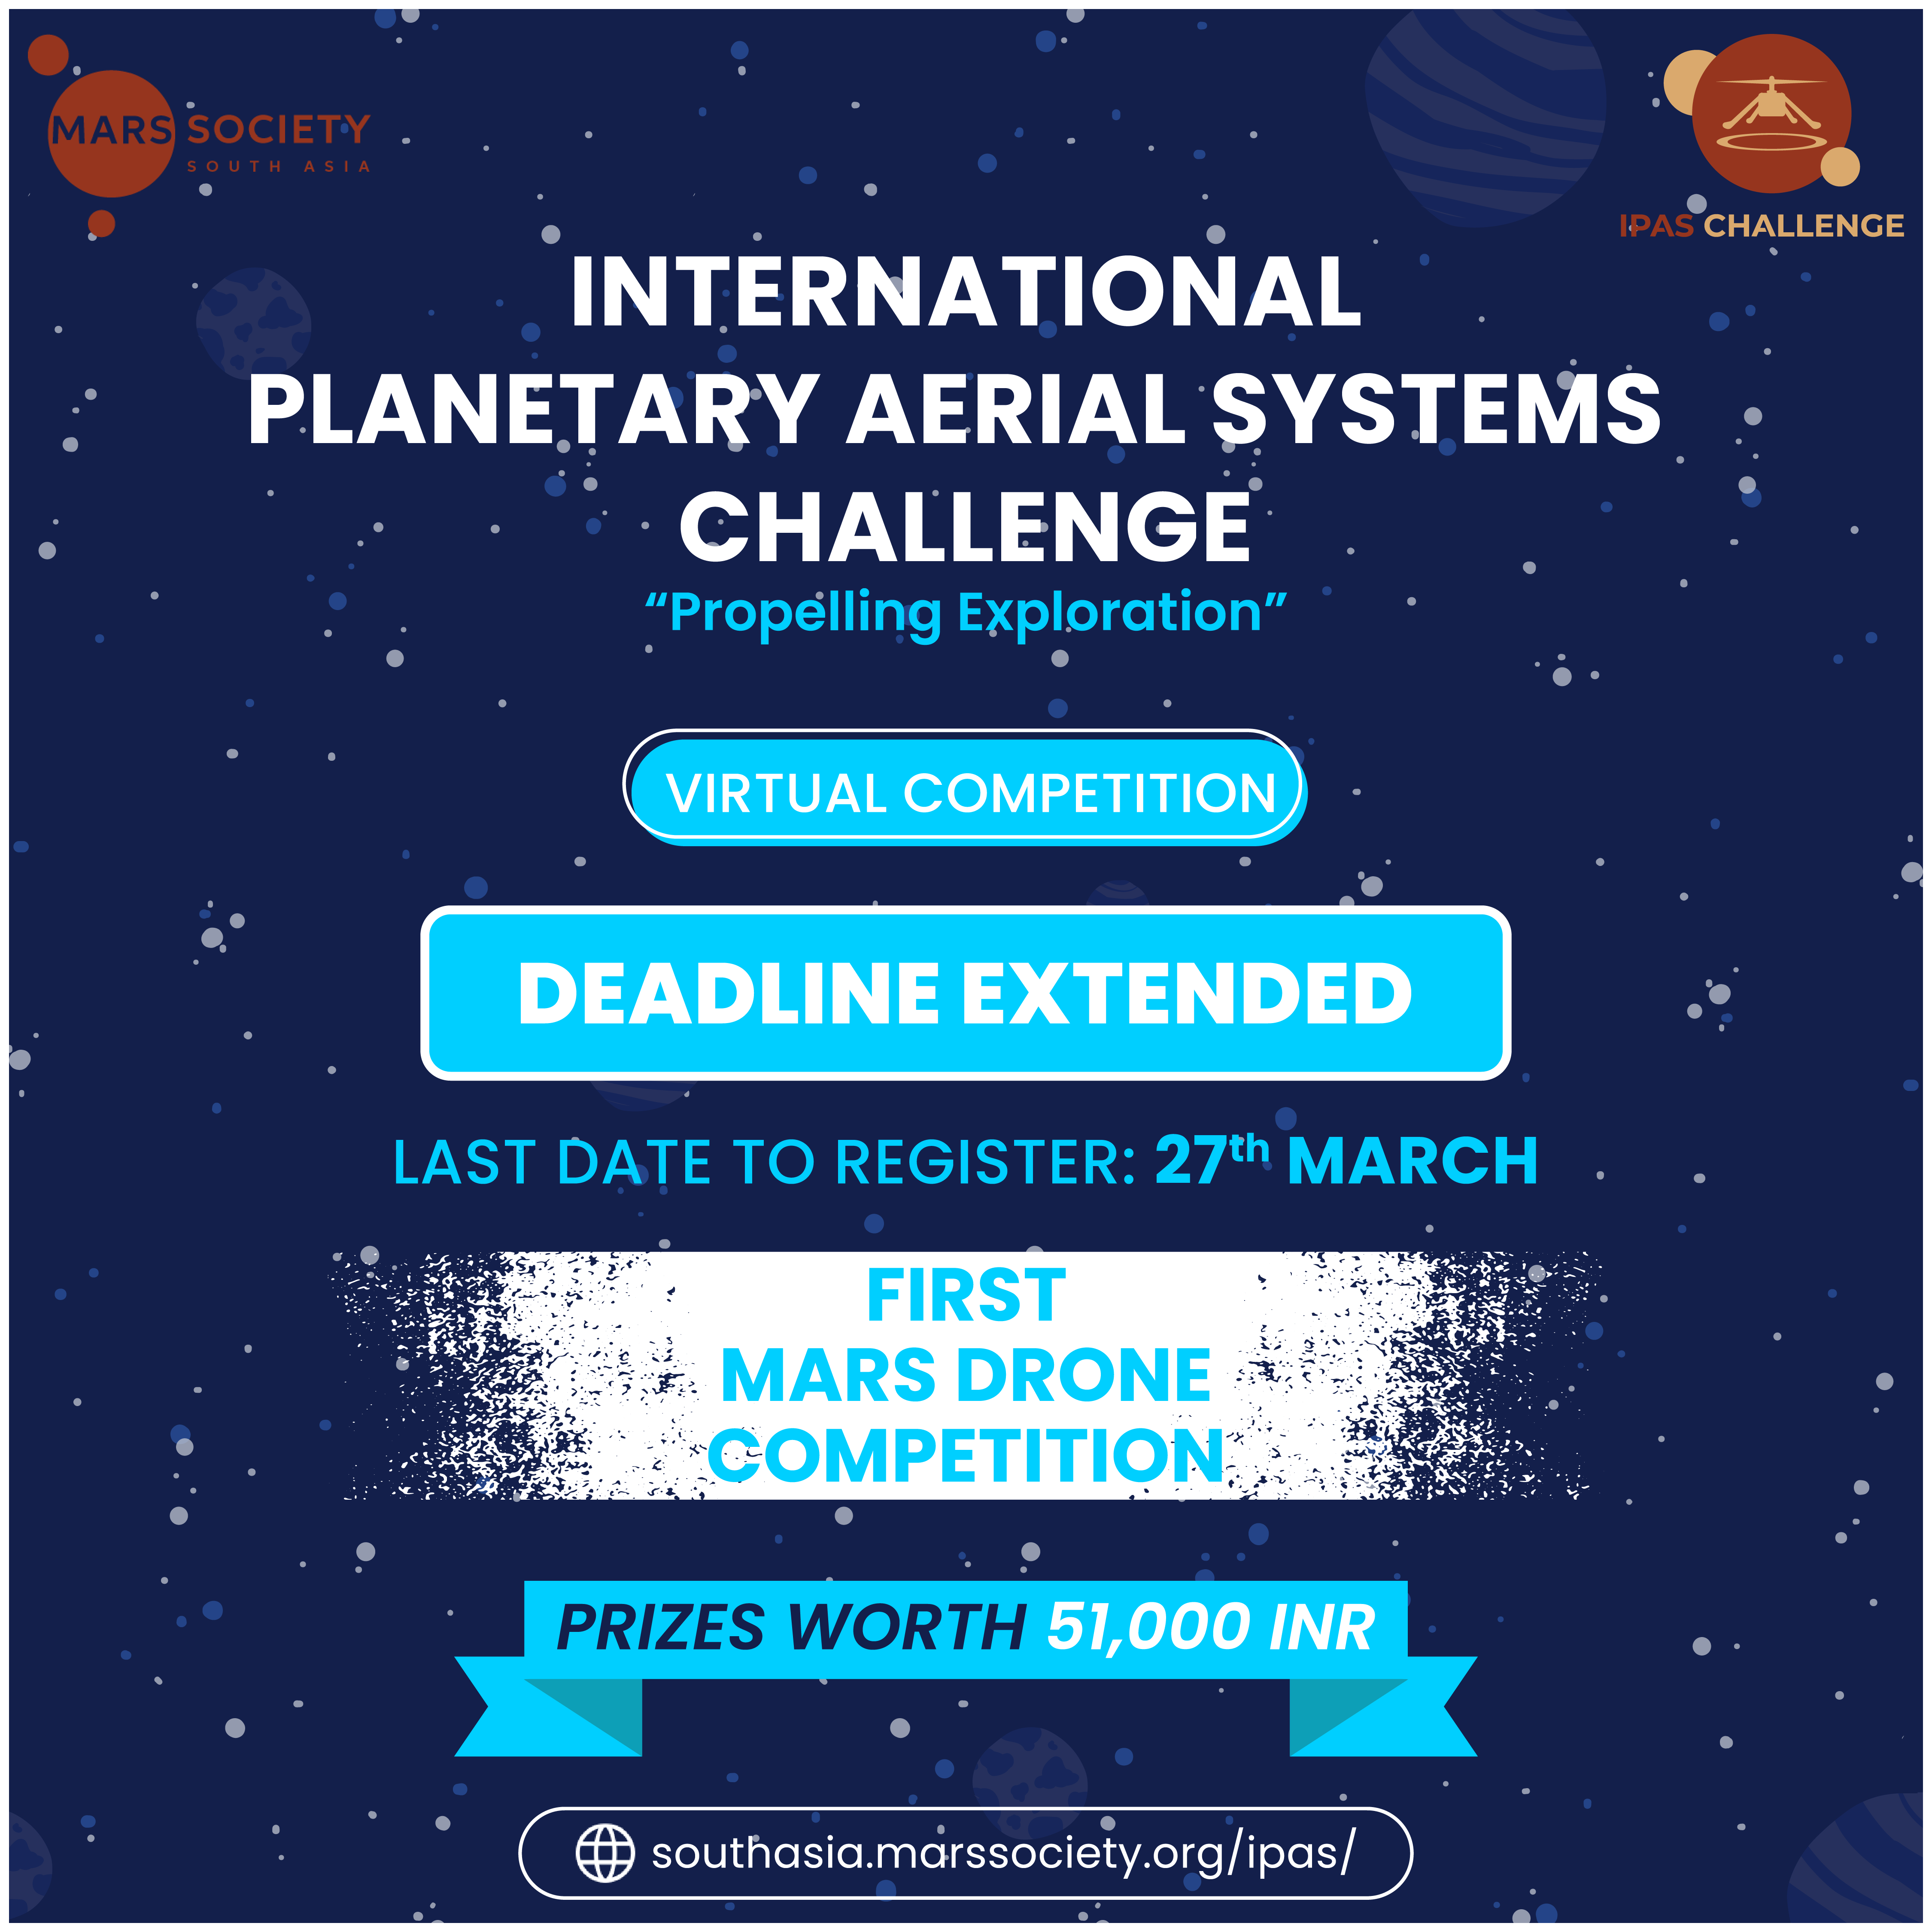 MARS SOCIETY
SOUTH ASIA
IPAS CHALLENGE
INTERNATIONAL
PLANETARY AERIAL SYSTEMS
CHALLENGE
“Propelling Exploration”
VIRTUAL COMPETITION
DEADLINE EXTENDED
LAST DATE TO REGISTER: 27th MARCH
FIRST
MARS DRONE
COMPETITION
PRIZES WORTH 51,000 INR
southasia.marssociety.org/ipas/